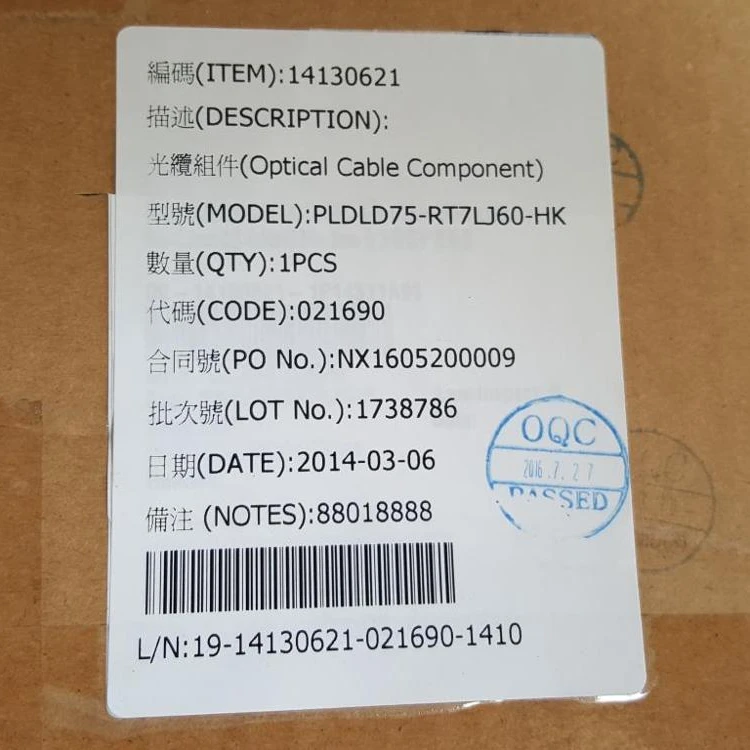 編碼(ITEM):14130621
描述(DESCRIPTION):
光纜組件(Optical Cable Component)
型號(MODEL):PLDLD75-RT7LJ60-HK
數量(QTY):1PCS
代碼(CODE):021690
合同號(PO No.):NX1605200009
批次號(LOT No.):1738786
日期(DATE):2014-03-06
備注 (NOTES):88018888
OQC
2016.7.27
PASSED
L/N:19-14130621-021690-1410